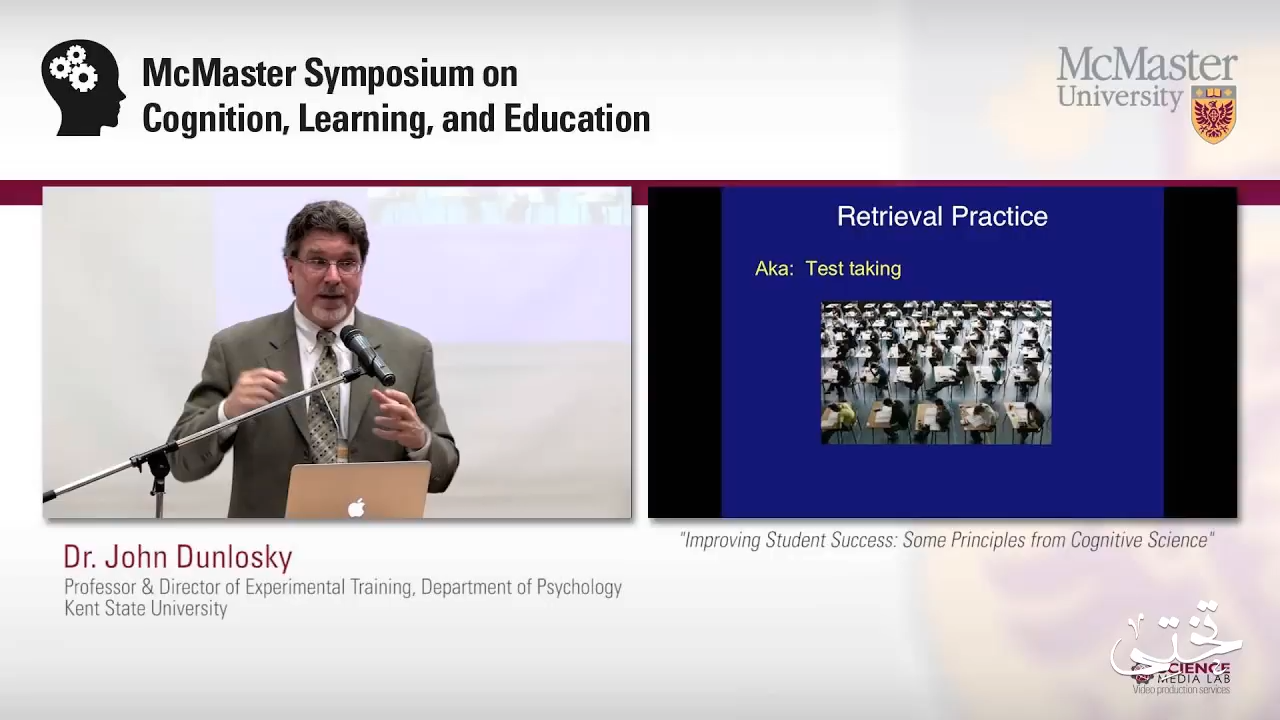 McMaster Symposium on
Cognition, Learning, and Education
McMaster
University
Retrieval Practice
Aka: Test taking
Dr. John Dunlosky
Professor & Director of Experimental Training, Department of Psychology
Kent State University
"Improving Student Success: Some Principles from Cognitive Science"
SCIENCE
MEDIA LAB
Video production services